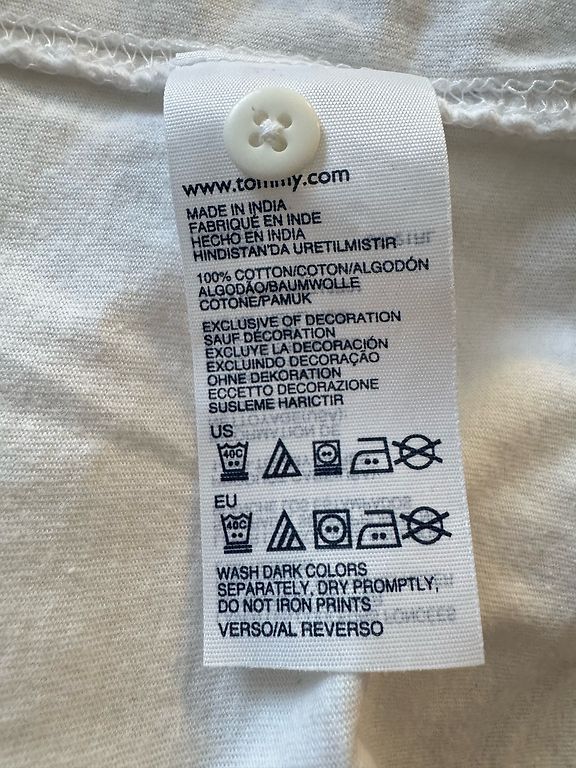 www.tommy.com
MADE IN INDIA
FABRIQUÉ EN INDE
HECHO EN INDIA
HINDISTAN'DA URETILMISTIR
100% COTTON/COTON/ALGODÓN
ALGODÃO/BAUMWOLLE
COTONE/PAMUK
EXCLUSIVE OF DECORATION
SAUF DÉCORATION
EXCLUYE LA DECORACIÓN
EXCLUINDO DECORAÇÃO
OHNE DEKORATION
ECCETTO DECORAZIONE
SUSLEME HARICTIR
US
40C
EU
40C
WASH DARK COLORS
SEPARATELY, DRY PROMPTLY,
DO NOT IRON PRINTS
VERSO/AL REVERSO